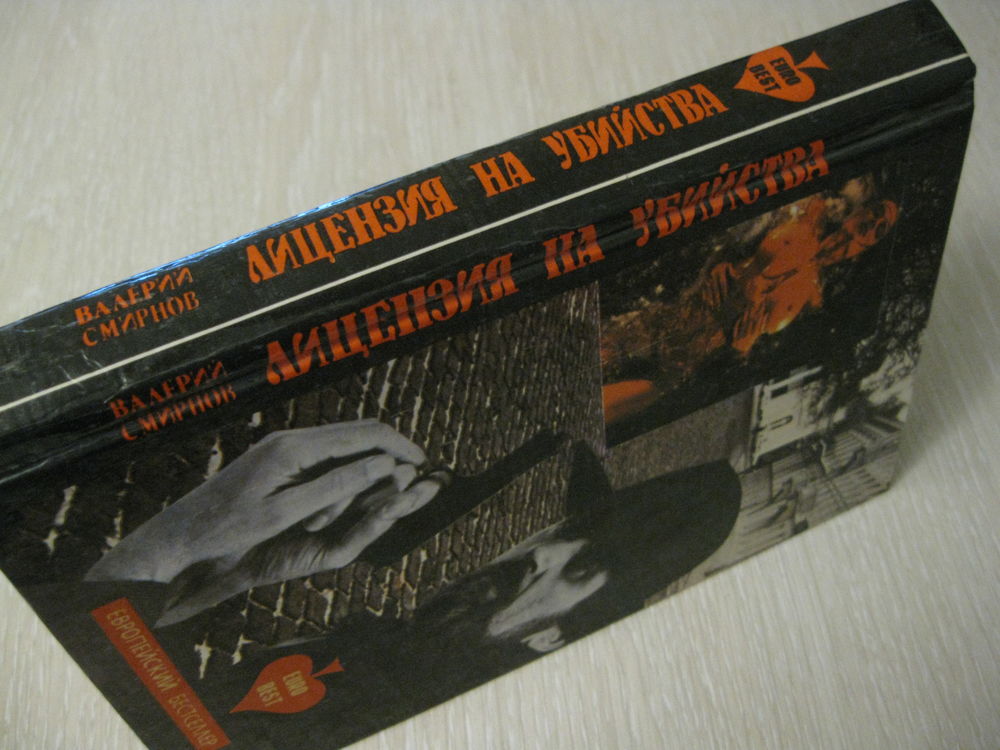 ВАЛЕРИЙ
СМИРНОВ
ЛИЦЕНЗИЯ НА УБИЙСТВА
EURO
BEST
ВАЛЕРИЙ
СМИРНОВ
ЛИЦЕНЗИЯ НА УБИЙСТВА
ЕВРОПЕЙСКИЙ БЕСТСЕЛЛЕР
EURO
BEST